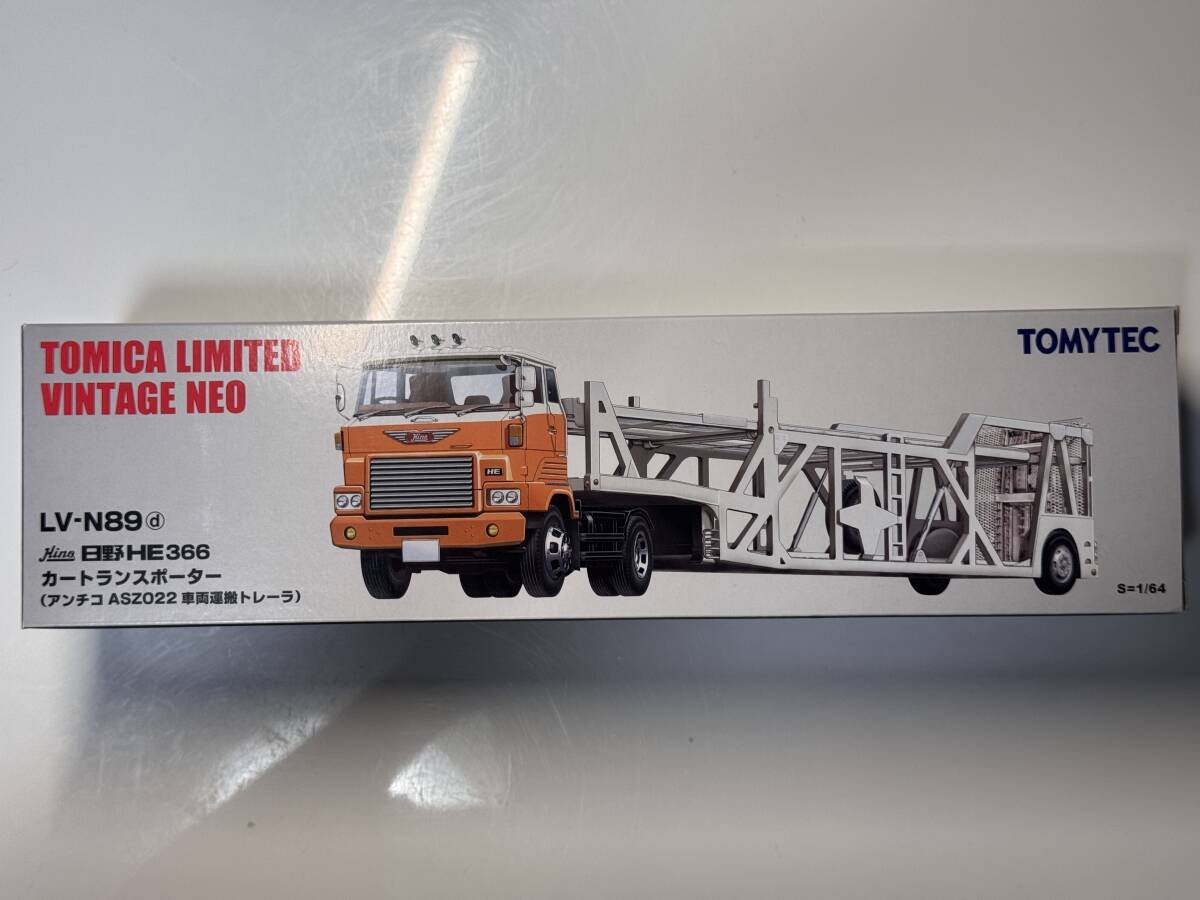 TOMICA LIMITED
VINTAGE NEO
TOMYTEC
LV-N89ⓓ
Hino 日野HE366
カートランスポーター
(アンチコ ASZ022 車両運搬トレーラ)
Hino
HE
S=1/64